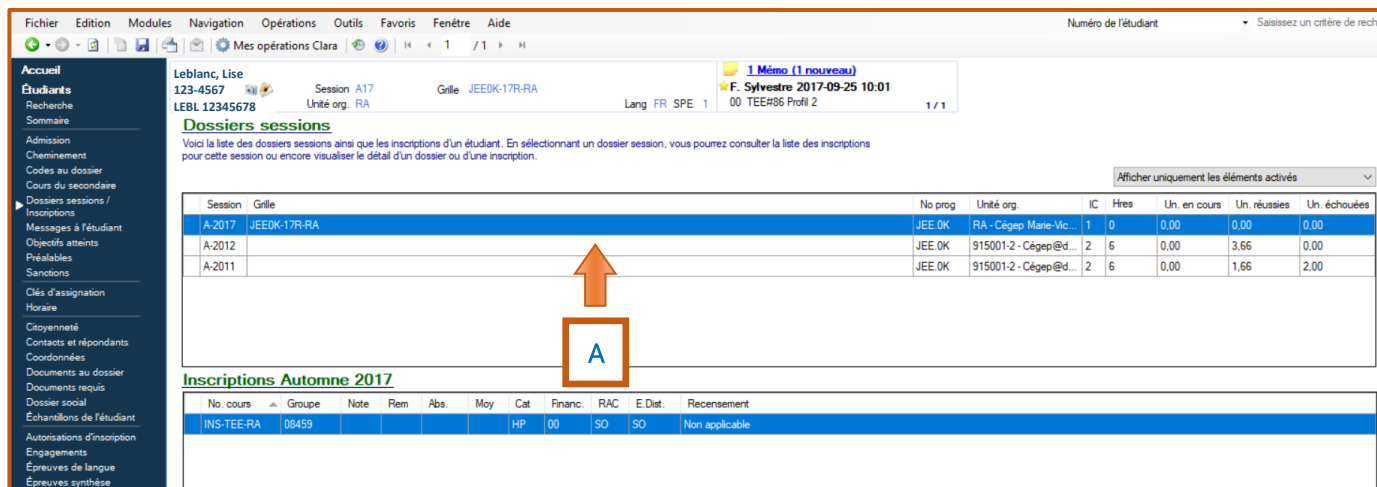 Fichier Edition Modules Navigation Opérations Outils Favoris Fenêtre Aide Numéro de l'étudiant Saisissez un critère de rech
Mes opérations Clara 1 / 1
Accueil
Étudiants
Recherche
Sommaire
Admission
Cheminement
Codes au dossier
Cours du secondaire
Dossiers sessions /
Inscriptions
Messages à l'étudiant
Objectifs atteints
Préalables
Sanctions
Clés d'assignation
Horaire
Citoyenneté
Contacts et répondants
Coordonnées
Documents au dossier
Documents requis
Dossier social
Échantillons de l'étudiant
Autorisations d'inscription
Engagements
Épreuves de langue
Épreuves synthèse
Leblanc, Lise
123-4567 Session A17 Grille JEE0K-17R-RA
LEBL 12345678 Unité org. RA Lang FR SPE 1
1 Mémo (1 nouveau)
F. Sylvestre 2017-09-25 10:01
00 TEE#86 Profil 2 1 / 1
Dossiers sessions
Voici la liste des dossiers sessions ainsi que les inscriptions d'un étudiant. En sélectionnant un dossier session, vous pourrez consulter la liste des inscriptions
pour cette session ou encore visualiser le détail d'un dossier ou d'une inscription.
Afficher uniquement les éléments activés
Session Grille No prog Unité org. IC Hres Un. en cours Un. réussies Un. échouées
A-2017 JEE0K-17R-RA JEE.0K RA - Cégep Marie-Vic... 1 0 0,00 0,00 0,00
A-2012 JEE.0K 915001-2 - Cégep@d... 2 6 0,00 3,66 0,00
A-2011 JEE.0K 915001-2 - Cégep@d... 2 6 0,00 1,66 2,00
A
Inscriptions Automne 2017
No. cours Groupe Note Rem Abs. Moy Cat Financ. RAC E.Dist. Recensement
INS-TEE-RA 08459 HP 00 SO SO Non applicable